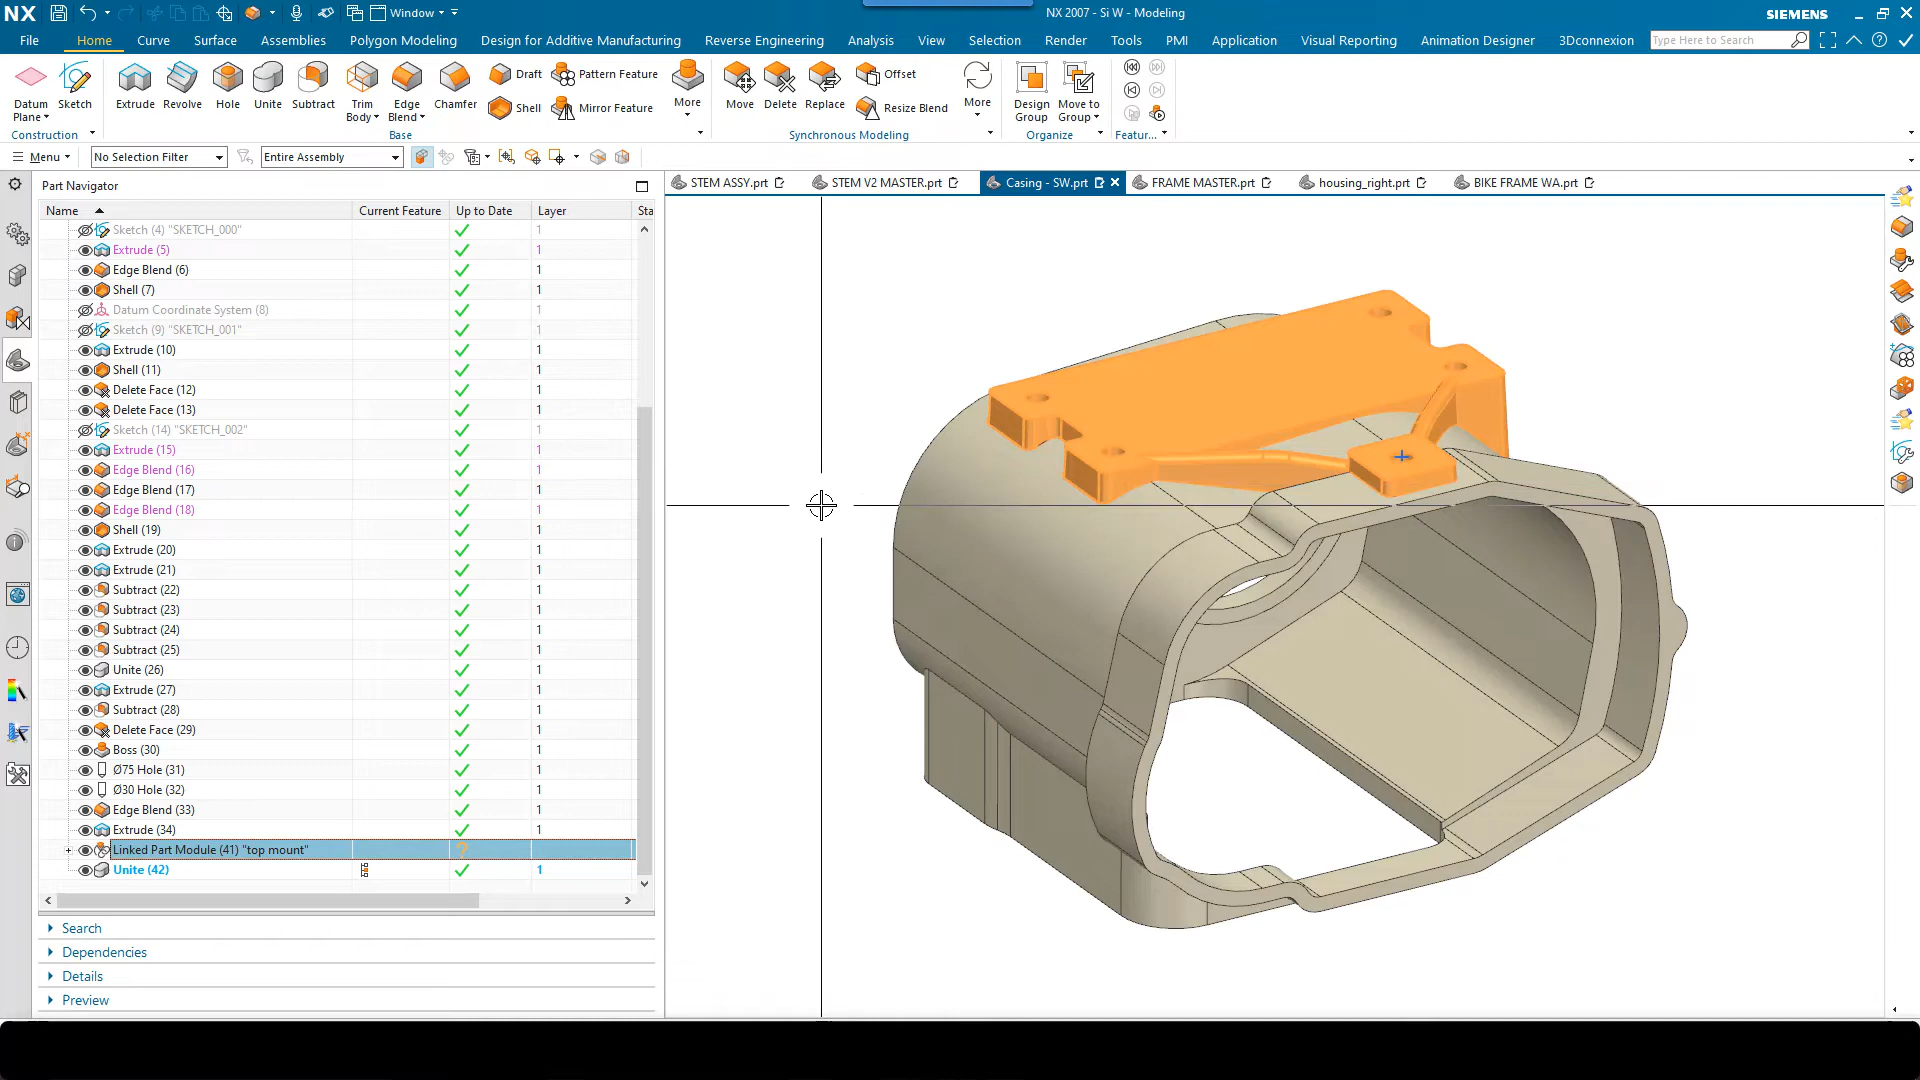 NX
Window
NX 2007 - Si W - Modeling
SIEMENS
File
Home
Curve
Surface
Assemblies
Polygon Modeling
Design for Additive Manufacturing
Reverse Engineering
Analysis
View
Selection
Render
Tools
PMI
Application
Visual Reporting
Animation Designer
3Dconnexion
Type Here to Search
Datum Plane
Sketch
Extrude
Revolve
Hole
Unite
Subtract
Trim Body
Edge Blend
Chamfer
Draft
Shell
Pattern Feature
Mirror Feature
More
Move
Delete
Replace
Offset
Resize Blend
More
Design Group
Move to Group
Construction
Base
Synchronous Modeling
Organize
Featur...
Menu
No Selection Filter
Entire Assembly
Part Navigator
STEM ASSY.prt
STEM V2 MASTER.prt
Casing - SW.prt
FRAME MASTER.prt
housing_right.prt
BIKE FRAME WA.prt
Name
Current Feature
Up to Date
Layer
Sta
Sketch (4) "SKETCH_000" 1
Extrude (5) 1
Edge Blend (6) 1
Shell (7) 1
Datum Coordinate System (8) 1
Sketch (9) "SKETCH_001" 1
Extrude (10) 1
Shell (11) 1
Delete Face (12) 1
Delete Face (13) 1
Sketch (14) "SKETCH_002" 1
Extrude (15) 1
Edge Blend (16) 1
Edge Blend (17) 1
Edge Blend (18) 1
Shell (19) 1
Extrude (20) 1
Extrude (21) 1
Subtract (22) 1
Subtract (23) 1
Subtract (24) 1
Subtract (25) 1
Unite (26) 1
Extrude (27) 1
Subtract (28) 1
Delete Face (29) 1
Boss (30) 1
Ø75 Hole (31) 1
Ø30 Hole (32) 1
Edge Blend (33) 1
Extrude (34) 1
Linked Part Module (41) "top mount" ?
Unite (42) 1
Search
Dependencies
Details
Preview